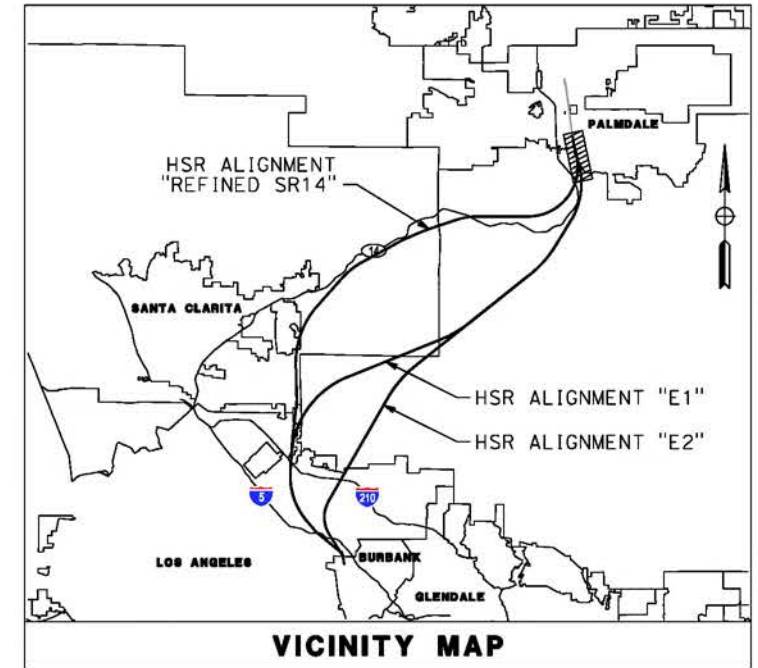 PALMDALE
HSR ALIGNMENT
"REFINED SR14"
14
SANTA CLARITA
HSR ALIGNMENT "E1"
HSR ALIGNMENT "E2"
5
210
LOS ANGELES
BURBANK
GLENDALE
VICINITY MAP